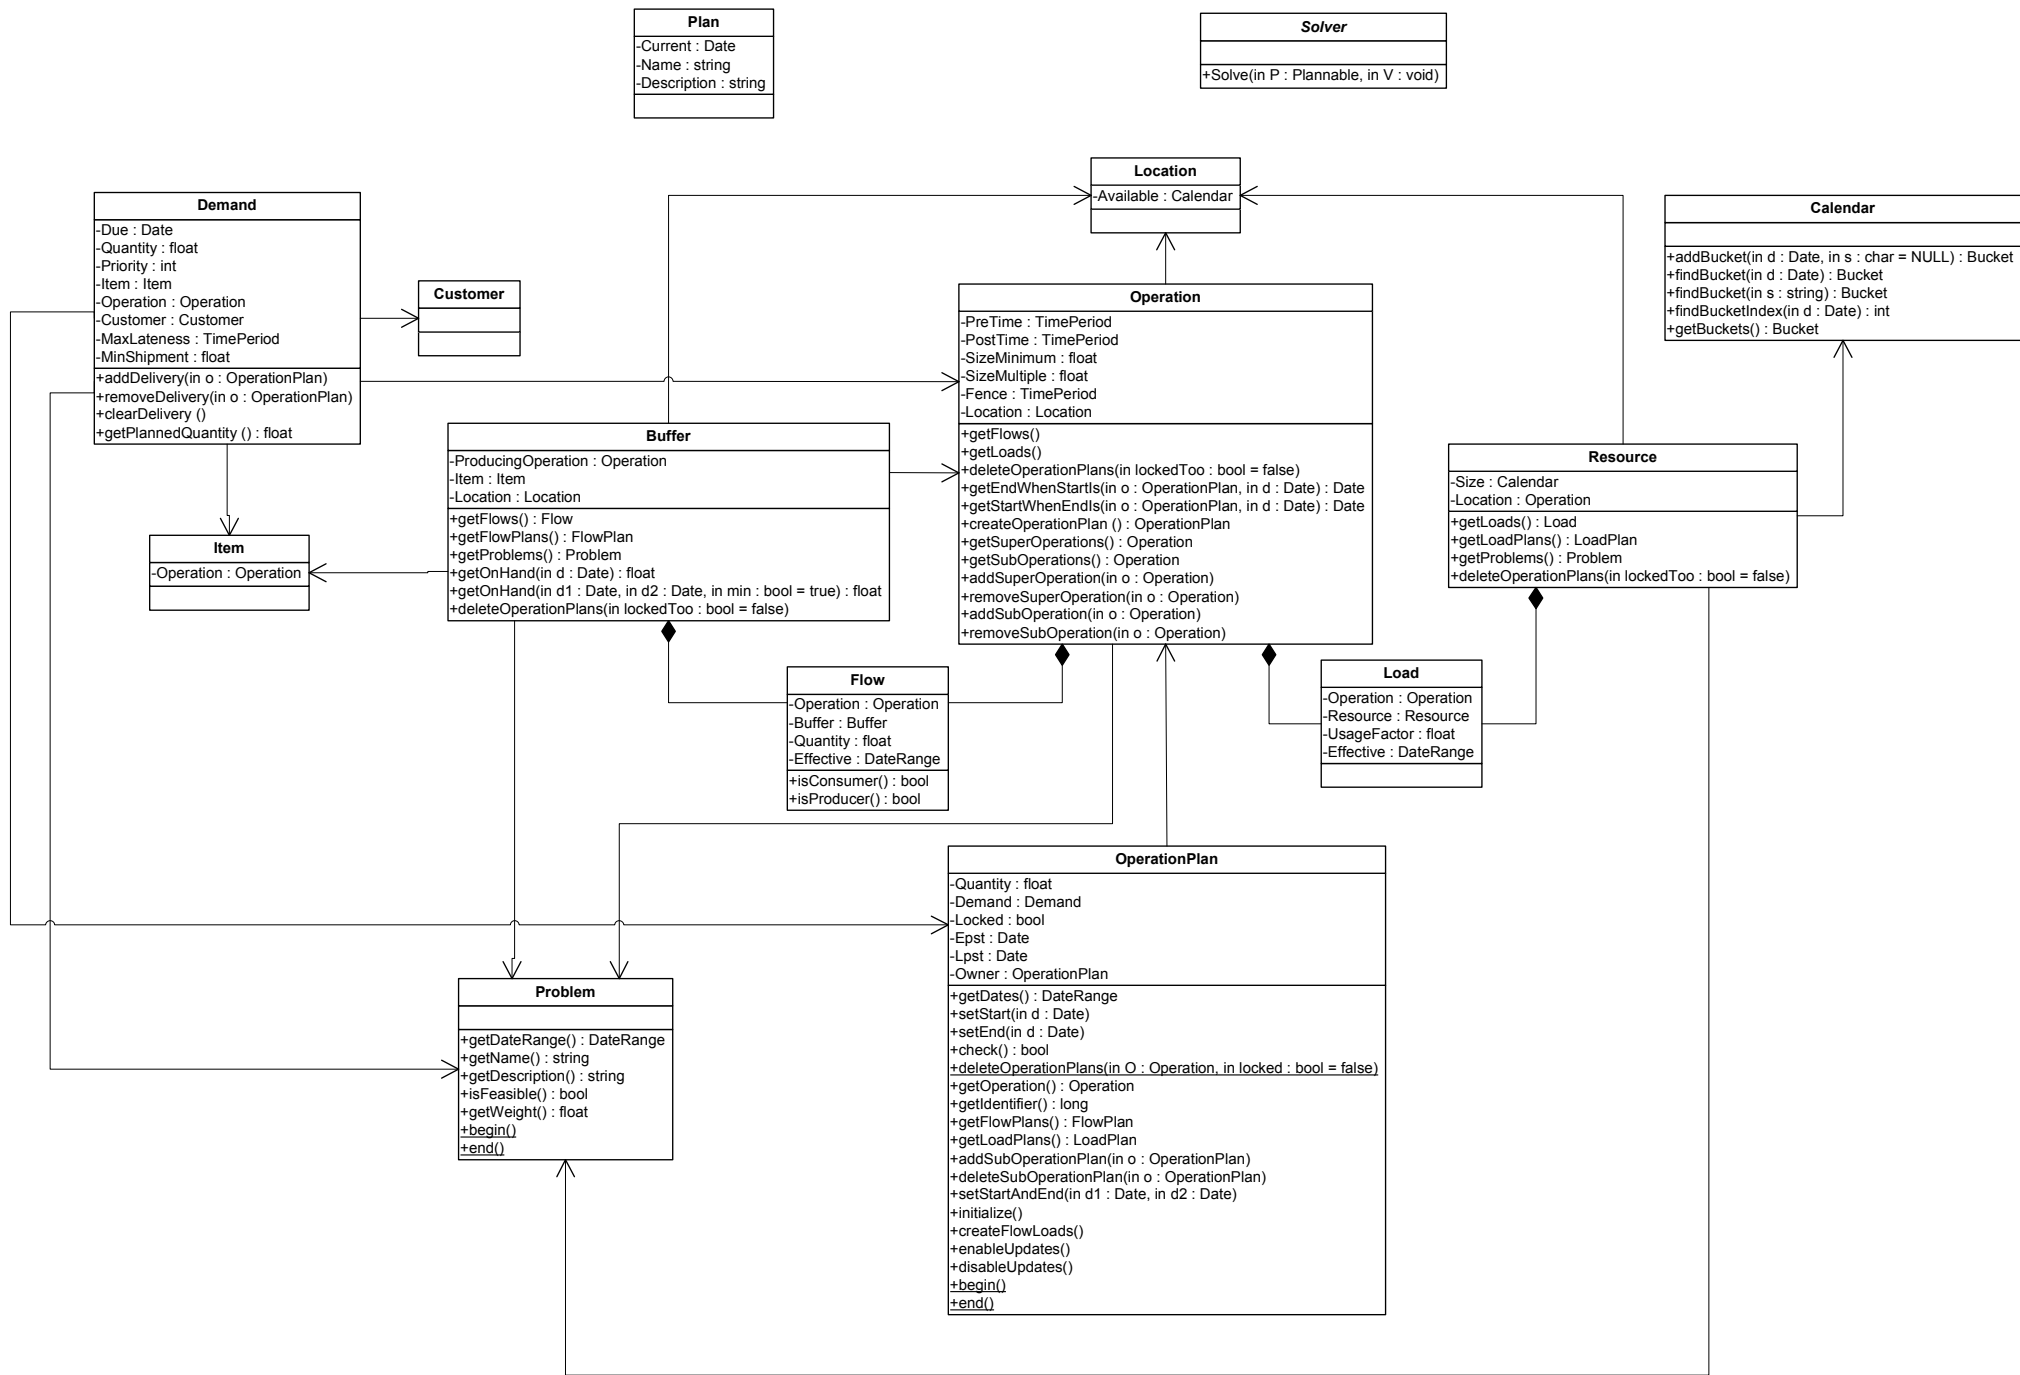 Plan
-Current : Date
-Name : string
-Description : string
Solver
+Solve(in P : Plannable, in V : void)
Location
-Available : Calendar
Demand
-Due : Date
-Quantity : float
-Priority : int
-Item : Item
-Operation : Operation
-Customer : Customer
-MaxLateness : TimePeriod
-MinShipment : float
+addDelivery(in o : OperationPlan)
+removeDelivery(in o : OperationPlan)
+clearDelivery ()
+getPlannedQuantity () : float
Calendar
+addBucket(in d : Date, in s : char = NULL) : Bucket
+findBucket(in d : Date) : Bucket
+findBucket(in s : string) : Bucket
+findBucketIndex(in d : Date) : int
+getBuckets() : Bucket
Customer
Operation
-PreTime : TimePeriod
-PostTime : TimePeriod
-SizeMinimum : float
-SizeMultiple : float
-Fence : TimePeriod
-Location : Location
+getFlows()
+getLoads()
+deleteOperationPlans(in lockedToo : bool = false)
+getEndWhenStartIs(in o : OperationPlan, in d : Date) : Date
+getStartWhenEndIs(in o : OperationPlan, in d : Date) : Date
+createOperationPlan () : OperationPlan
+getSuperOperations() : Operation
+getSubOperations() : Operation
+addSuperOperation(in o : Operation)
+removeSuperOperation(in o : Operation)
+addSubOperation(in o : Operation)
+removeSubOperation(in o : Operation)
Buffer
-ProducingOperation : Operation
-Item : Item
-Location : Location
+getFlows() : Flow
+getFlowPlans() : FlowPlan
+getProblems() : Problem
+getOnHand(in d : Date) : float
+getOnHand(in d1 : Date, in d2 : Date, in min : bool = true) : float
+deleteOperationPlans(in lockedToo : bool = false)
Resource
-Size : Calendar
-Location : Operation
+getLoads() : Load
+getLoadPlans() : LoadPlan
+getProblems() : Problem
+deleteOperationPlans(in lockedToo : bool = false)
Item
-Operation : Operation
Flow
-Operation : Operation
-Buffer : Buffer
-Quantity : float
-Effective : DateRange
+isConsumer() : bool
+isProducer() : bool
Load
-Operation : Operation
-Resource : Resource
-UsageFactor : float
-Effective : DateRange
OperationPlan
-Quantity : float
-Demand : Demand
-Locked : bool
-Epst : Date
-Lpst : Date
-Owner : OperationPlan
+getDates() : DateRange
+setStart(in d : Date)
+setEnd(in d : Date)
+check() : bool
+deleteOperationPlans(in O : Operation, in locked : bool = false)
+getOperation() : Operation
+getIdentifier() : long
+getFlowPlans() : FlowPlan
+getLoadPlans() : LoadPlan
+addSubOperationPlan(in o : OperationPlan)
+deleteSubOperationPlan(in o : OperationPlan)
+setStartAndEnd(in d1 : Date, in d2 : Date)
+initialize()
+createFlowLoads()
+enableUpdates()
+disableUpdates()
+begin()
+end()
Problem
+getDateRange() : DateRange
+getName() : string
+getDescription() : string
+isFeasible() : bool
+getWeight() : float
+begin()
+end()